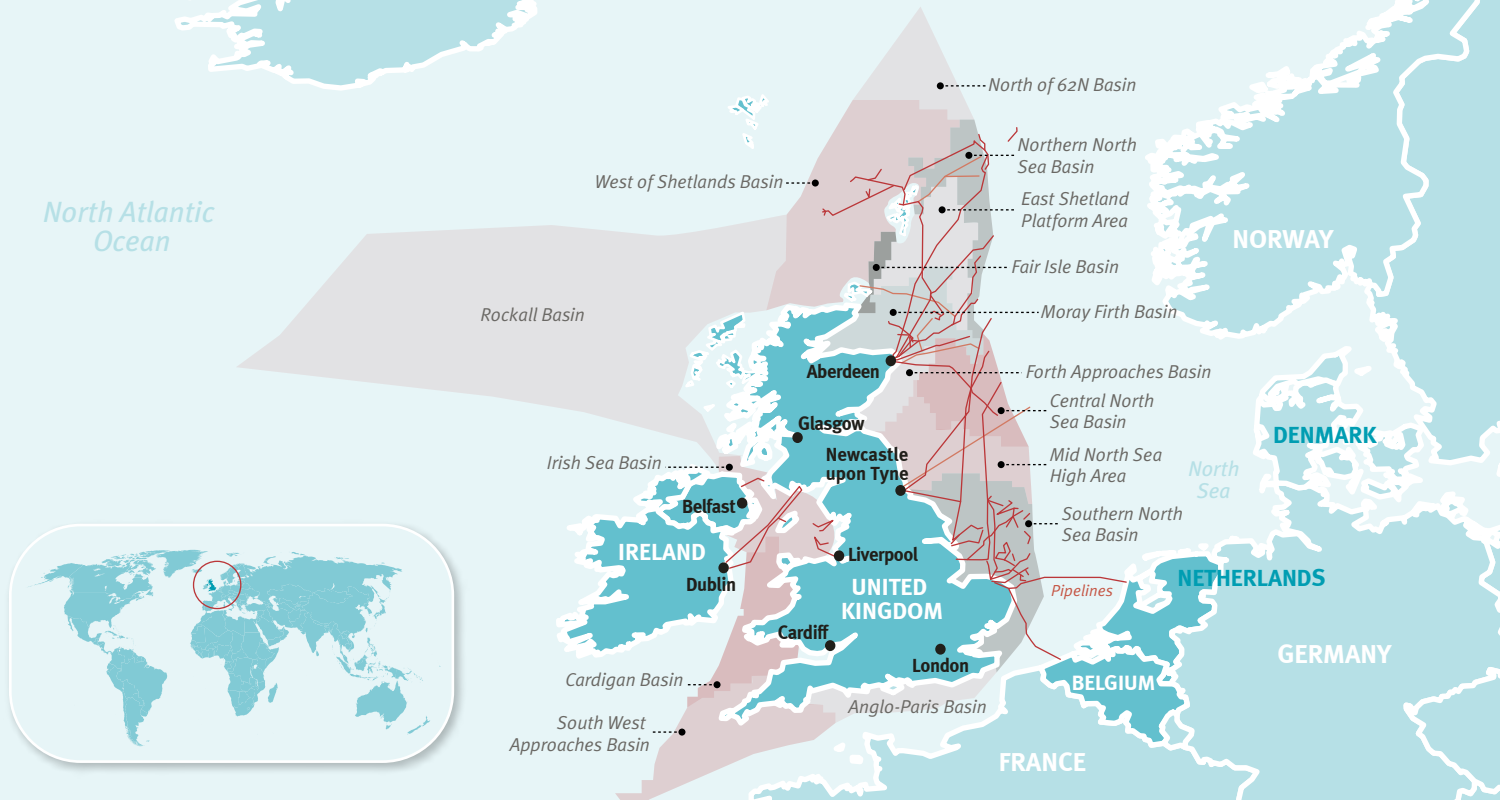 North of 62N Basin
Northern North
Sea Basin
West of Shetlands Basin
East Shetland
Platform Area
North Atlantic
Ocean
NORWAY
Fair Isle Basin
Rockall Basin
Moray Firth Basin
Aberdeen
Forth Approaches Basin
Central North
Sea Basin
Glasgow
DENMARK
Newcastle
upon Tyne
Mid North Sea
High Area
Irish Sea Basin
North
Sea
Belfast
Southern North
Sea Basin
IRELAND
Liverpool
Dublin
UNITED
KINGDOM
Pipelines
NETHERLANDS
Cardiff
London
GERMANY
Cardigan Basin
BELGIUM
Anglo-Paris Basin
South West
Approaches Basin
FRANCE